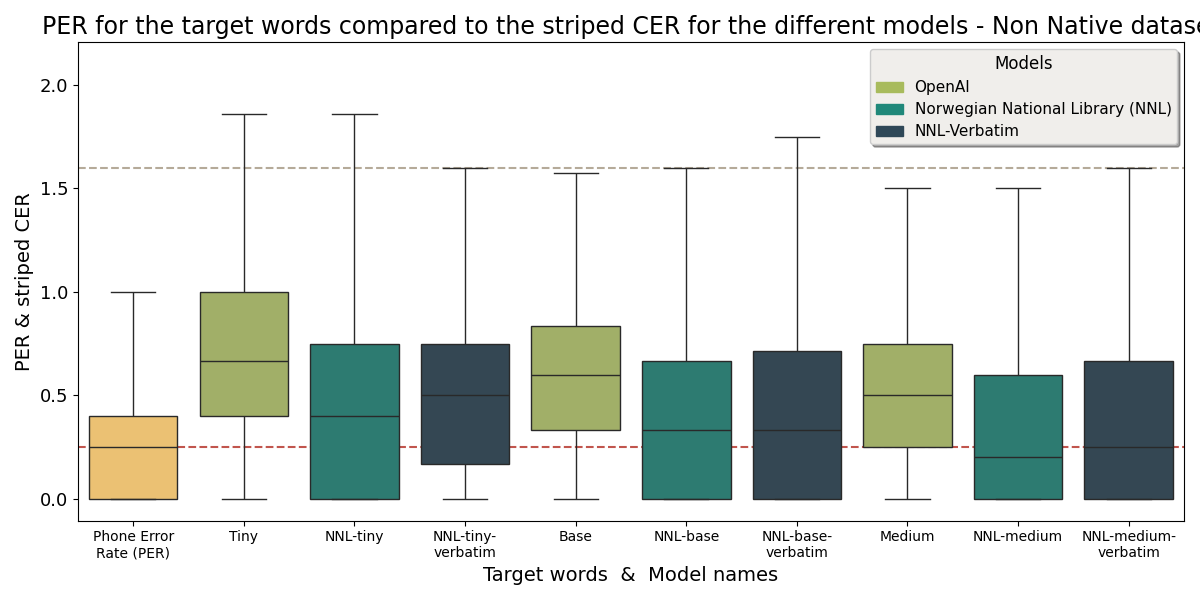 PER for the target words compared to the striped CER for the different models - Non Native datase
PER & striped CER
2.0
1.5
1.0
0.5
0.0
Models
OpenAI
Norwegian National Library (NNL)
NNL-Verbatim
Phone Error
Rate (PER)
Tiny
NNL-tiny
NNL-tiny-
verbatim
Base
NNL-base
NNL-base-
verbatim
Medium
NNL-medium
NNL-medium-
verbatim
Target words & Model names